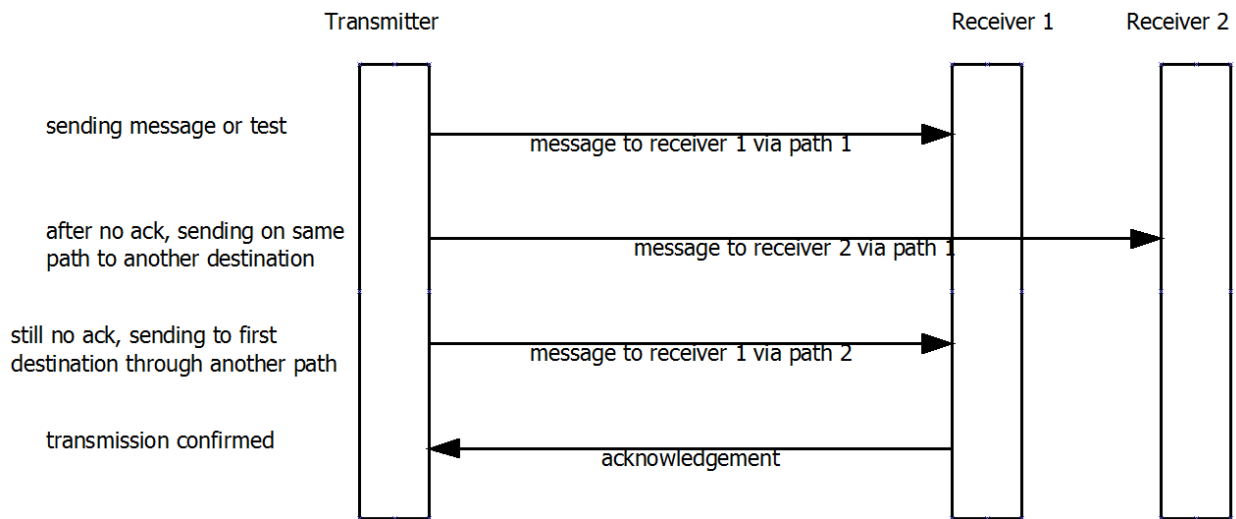 Transmitter
Receiver 1
Receiver 2
sending message or test
message to receiver 1 via path 1
after no ack, sending on same
path to another destination
message to receiver 2 via path 1
still no ack, sending to first
destination through another path
message to receiver 1 via path 2
transmission confirmed
acknowledgement